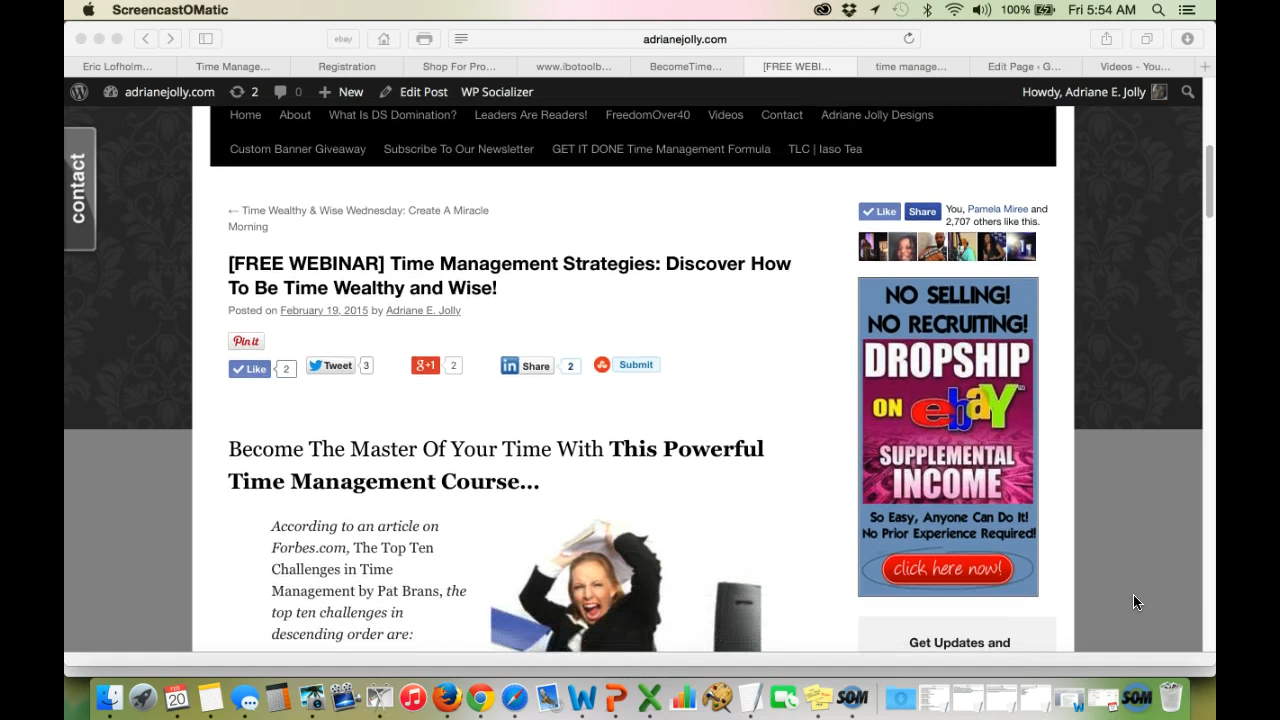 ScreencastOMatic
100%
Fri 5:54 AM
ebay
adrianejolly.com
Eric Lofholm...
Time Manage...
Registration
Shop For Pro...
www.ibotoolb...
BecomeTime...
[FREE WEBI...
time manage...
Edit Page ‹ G...
Videos - You...
adrianejolly.com
2
0
New
Edit Post
WP Socializer
Howdy, Adriane E. Jolly
contact
Home About What Is DS Domination? Leaders Are Readers! FreedomOver40 Videos Contact Adriane Jolly Designs
Custom Banner Giveaway Subscribe To Our Newsletter GET IT DONE Time Management Formula TLC | Iaso Tea
← Time Wealthy & Wise Wednesday: Create A Miracle
Morning
[FREE WEBINAR] Time Management Strategies: Discover How
To Be Time Wealthy and Wise!
Posted on February 19, 2015 by Adriane E. Jolly
Pin it
Like 2
Tweet 3
g+1 2
in Share 2
Submit
Become The Master Of Your Time With This Powerful
Time Management Course...
According to an article on
Forbes.com, The Top Ten
Challenges in Time
Management by Pat Brans, the
top ten challenges in
descending order are:
Like Share You, Pamela Miree and
2,707 others like this.
NO SELLING!
NO RECRUITING!
DROPSHIP
ON ebay
SUPPLEMENTAL
INCOME
So Easy, Anyone Can Do It!
No Prior Experience Required!
click here now!
Get Updates and
FEB
20
SOM
SOM